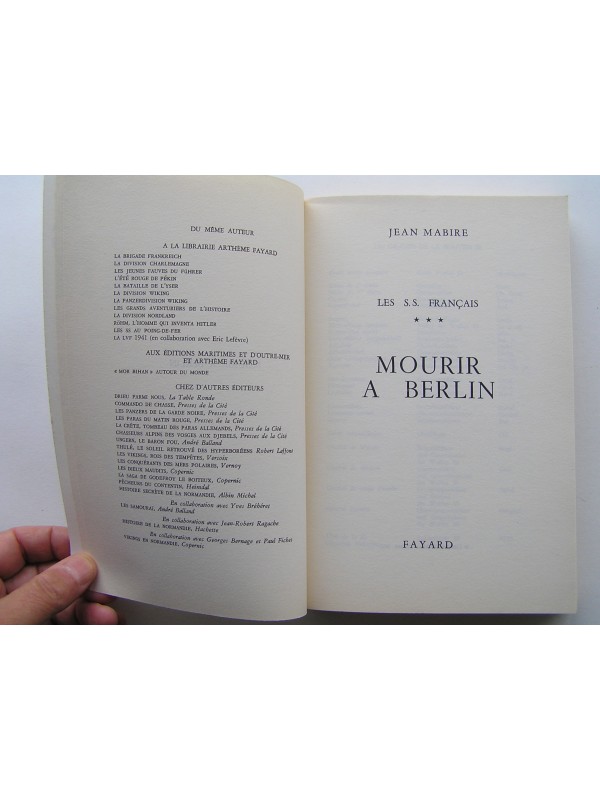 DU MÊME AUTEUR
A LA LIBRAIRIE ARTHÈME FAYARD
LA BRIGADE FRANKREICH
LA DIVISION CHARLEMAGNE
LES JEUNES FAUVES DU FÜHRER
L'ÉTÉ ROUGE DE PÉKIN
LA BATAILLE DE L'YSER
LA DIVISION WIKING
LA PANZERDIVISION WIKING
LES GRANDS AVENTURIERS DE L'HISTOIRE
LA DIVISION NORDLAND
RÖHM, L'HOMME QUI INVENTA HITLER
LES SS AU POING-DE-FER
LA LVF 1941 (en collaboration avec Eric Lefèvre)
AUX ÉDITIONS MARITIMES ET D'OUTRE-MER
ET ARTHÈME FAYARD
« MOR BIHAN » AUTOUR DU MONDE
CHEZ D'AUTRES ÉDITEURS
DRIEU PARMI NOUS, La Table Ronde
COMMANDO DE CHASSE, Presses de la Cité
LES PANZERS DE LA GARDE NOIRE, Presses de la Cité
LES PARAS DU MATIN ROUGE, Presses de la Cité
LA CRÈTE, TOMBEAU DES PARAS ALLEMANDS, Presses de la Cité
CHASSEURS ALPINS DES VOSGES AUX DJEBELS, Presses de la Cité
UNGERN, LE BARON FOU, André Balland
THULÉ, LE SOLEIL RETROUVÉ DES HYPERBORÉENS Robert Laffont
LES VIKINGS, ROIS DES TEMPÊTES, Versoix
LES CONQUÉRANTS DES MERS POLAIRES, Vernoy
LES DIEUX MAUDITS, Copernic
LA SAGA DE GODEFROY LE BOITEUX, Copernic
PÊCHEURS DU COTENTIN, Heimdal
HISTOIRE SECRÈTE DE LA NORMANDIE, Albin Michel
En collaboration avec Yves Bréhèret
LES SAMOURAÏ, André Balland
En collaboration avec Jean-Robert Ragache
HISTOIRE DE LA NORMANDIE, Hachette
En collaboration avec Georges Bernage et Paul Fichet
VIKINGS EN NORMANDIE, Copernic
JEAN MABIRE
LES S.S. FRANÇAIS
★ ★ ★
MOURIR
A BERLIN
FAYARD